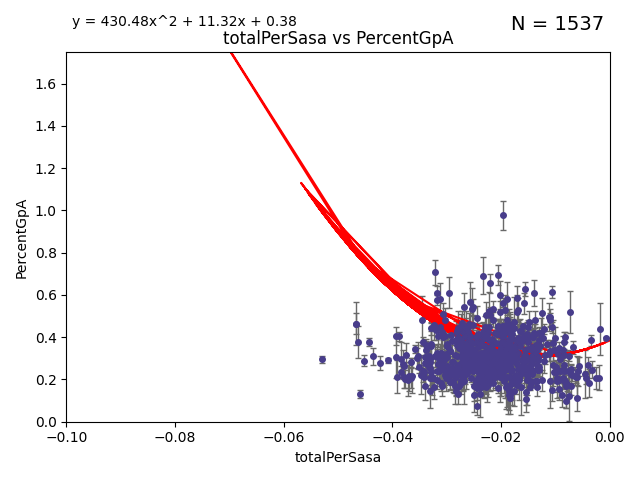 y = 430.48x^2 + 11.32x + 0.38
N = 1537
totalPerSasa vs PercentGpA
PercentGpA
1.6
1.4
1.2
1.0
0.8
0.6
0.4
0.2
0.0
−0.10 −0.08 −0.06 −0.04 −0.02 0.00
totalPerSasa